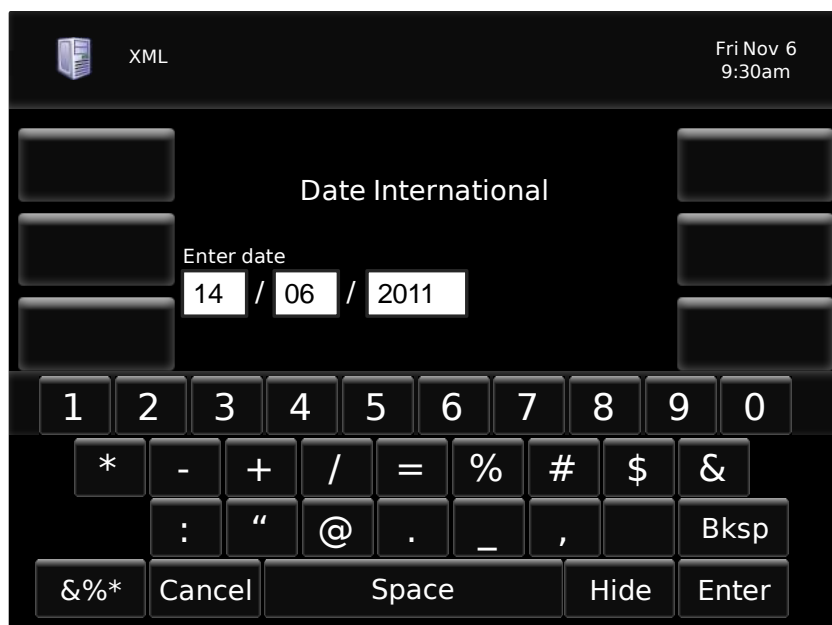 XML
Fri Nov 6
9:30am
Date International
Enter date
14 / 06 / 2011
1 2 3 4 5 6 7 8 9 0
* - + / = % # $ &
: “ @ . _ , Bksp
&%* Cancel Space Hide Enter